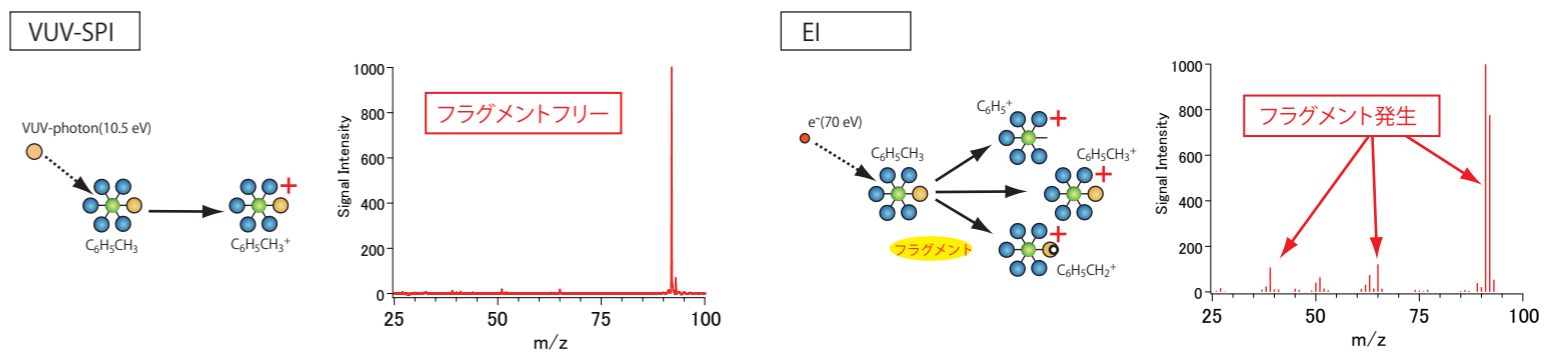 VUV-SPI
VUV-photon(10.5 eV)
C₆H₅CH₃
+
C₆H₅CH₃⁺
フラグメントフリー
Signal Intensity
1000
800
600
400
200
0
25
50
75
100
m/z
EI
e⁻(70 eV)
C₆H₅CH₃
フラグメント
C₆H₅⁺
+
C₆H₅CH₃⁺
+
+
C₆H₅CH₂⁺
フラグメント発生
Signal Intensity
1000
800
600
400
200
0
25
50
75
100
m/z